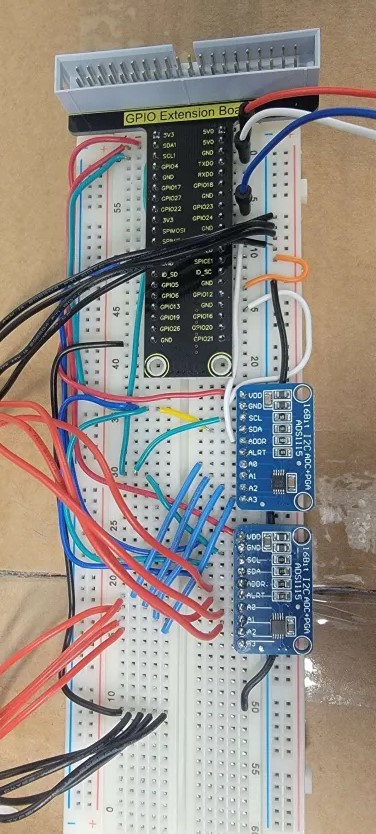 GPIO Extension Boa
3V3 5V0
SDA1 5V0
SCL1 GND
GPIO4 TXD0
GND RXD0
GPIO17 GPIO18
GPIO27 GND
GPIO22 GPIO23
3V3 GPIO24
SPIMOSI GND
SPICE1
ID_SD ID_SC
GPIO5 GND
GPIO6 GPIO12
GPIO13 GND
GPIO19 GPIO16
GPIO26 GPIO20
GND GPIO21
55
45
40
35
30
25
20
10
0
15
20
50
55
60
VDD
GND
SCL
SDA
ADDR
ALRT
A0
A1
A2
A3
16Bit I2C ADC+PGA
ADS1115
VDD
GND
SCL
SDA
ADDR
ALRT
A0
A1
A2
A3
16Bit I2C ADC+PGA
ADS1115